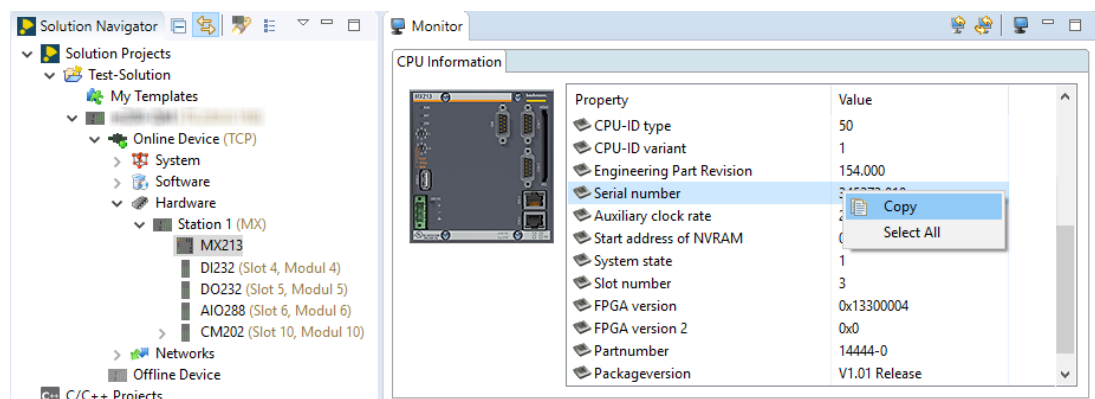 Solution Navigator
Solution Projects
Test-Solution
My Templates
Online Device (TCP)
System
Software
Hardware
Station 1 (MX)
MX213
DI232 (Slot 4, Modul 4)
DO232 (Slot 5, Modul 5)
AIO288 (Slot 6, Modul 6)
CM202 (Slot 10, Modul 10)
Networks
Offline Device
C/C++ Projects
Monitor
CPU Information
MX213
Property Value
CPU-ID type 50
CPU-ID variant 1
Engineering Part Revision 154.000
Serial number
Auxiliary clock rate
Start address of NVRAM
System state 1
Slot number 3
FPGA version 0x13300004
FPGA version 2 0x0
Partnumber 14444-0
Packageversion V1.01 Release
Copy
Select All